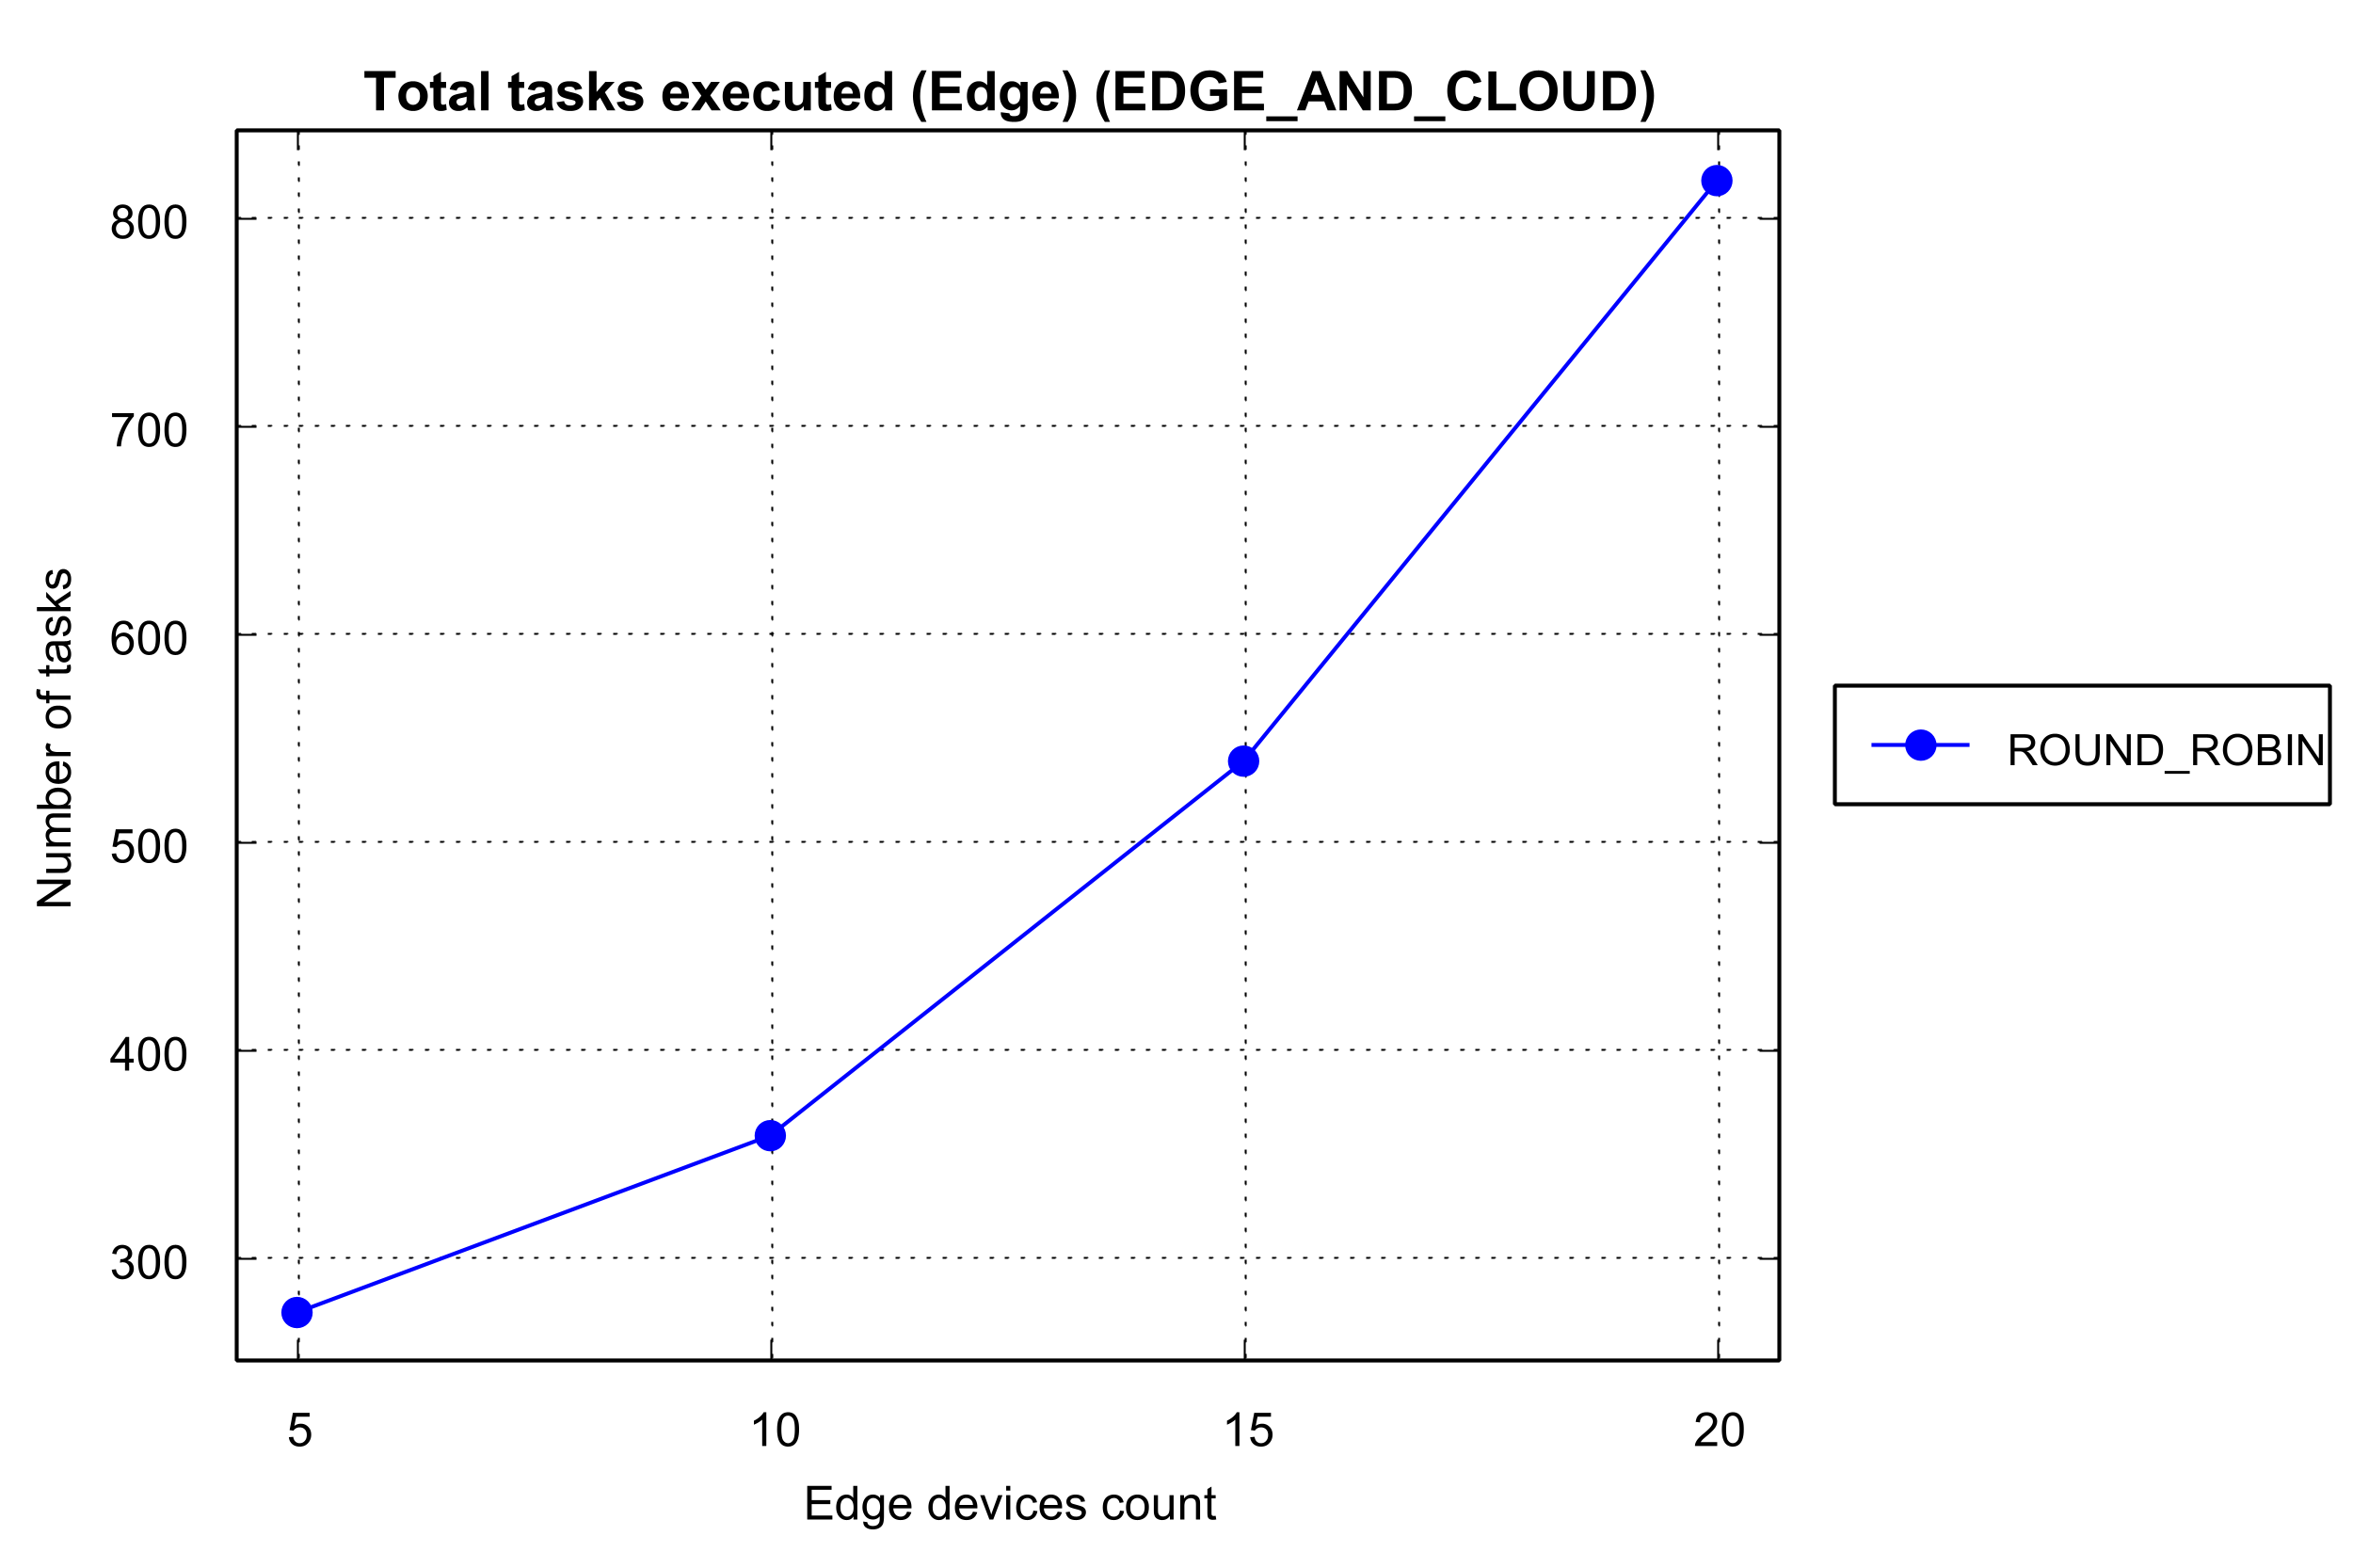 Total tasks executed (Edge) (EDGE_AND_CLOUD)
800
700
600
500
400
300
Number of tasks
5 10 15 20
Edge devices count
ROUND_ROBIN